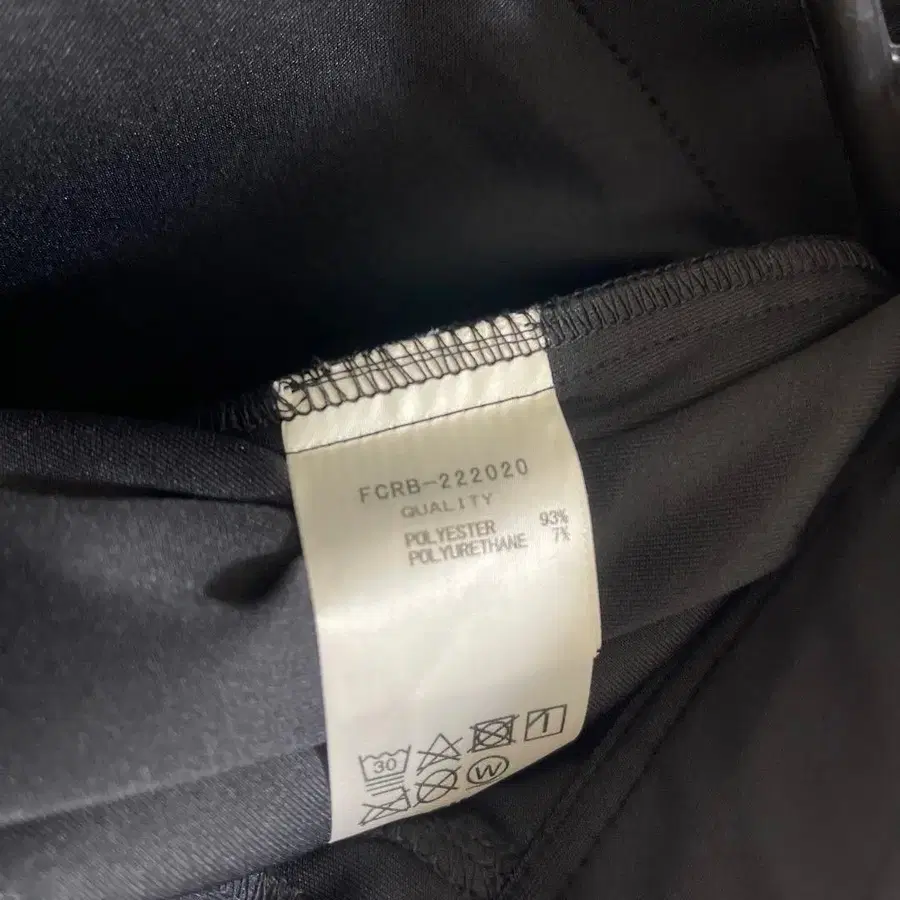 FCRB-222020
QUALITY
POLYESTER 93%
POLYURETHANE 7%
30
W